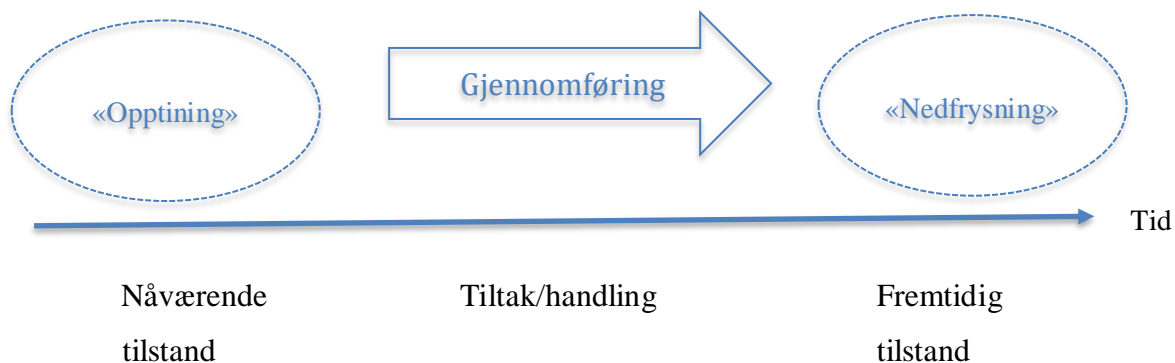 «Opptining»
Gjennomføring
«Nedfrysning»
Tid
Nåværende
tilstand
Tiltak/handling
Fremtidig
tilstand